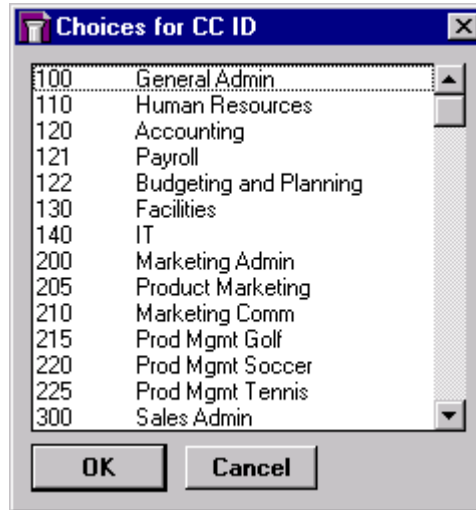 Choices for CC ID
100 General Admin
110 Human Resources
120 Accounting
121 Payroll
122 Budgeting and Planning
130 Facilities
140 IT
200 Marketing Admin
205 Product Marketing
210 Marketing Comm
215 Prod Mgmt Golf
220 Prod Mgmt Soccer
225 Prod Mgmt Tennis
300 Sales Admin
OK Cancel